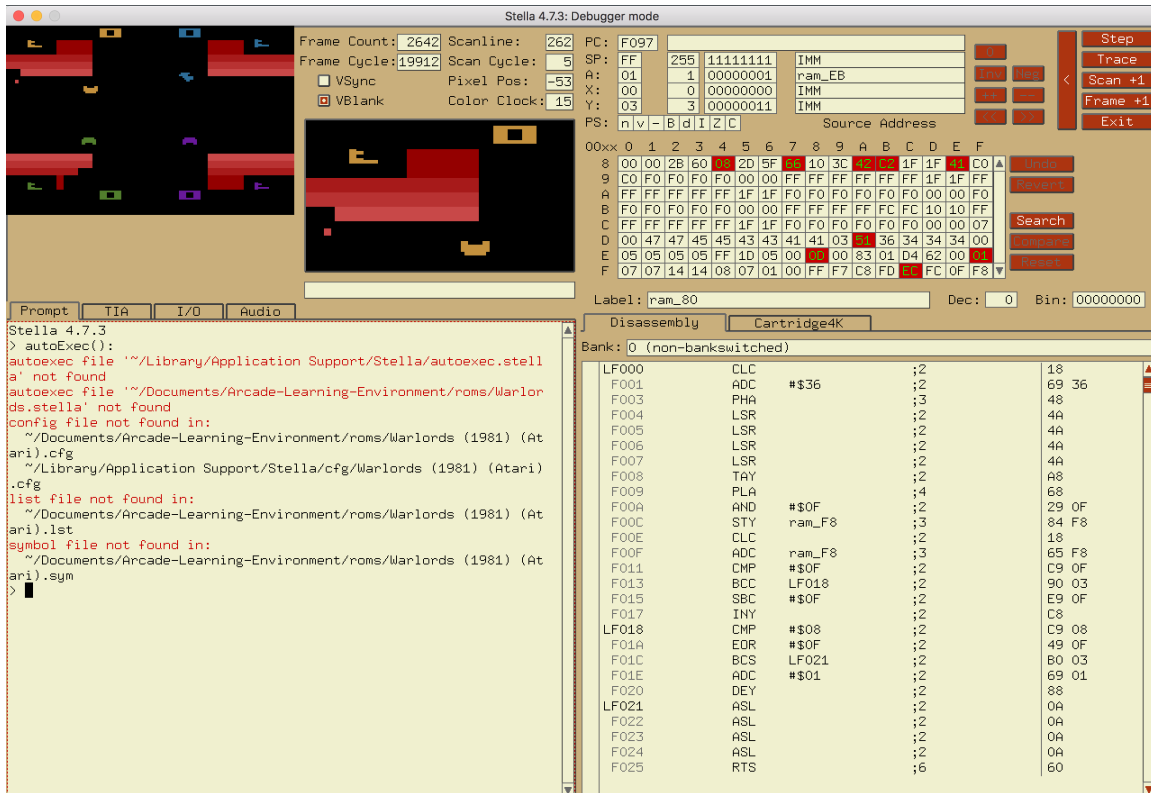 Stella 4.7.3: Debugger mode
Frame Count: 2642 Scanline: 262
Frame Cycle: 19912 Scan Cycle: 5
VSync Pixel Pos: -53
VBlank Color Clock: 15
PC: F097
SP: FF 255 11111111 IMM
A: 01 1 00000001 ram_EB
X: 00 0 00000000 IMM
Y: 03 3 00000011 IMM
PS: n v - B d I Z C Source Address
0
Inv Neg
++ --
<< >>
<
Step
Trace
Scan +1
Frame +1
Exit
00xx 0 1 2 3 4 5 6 7 8 9 A B C D E F
8 00 00 2B 60 08 2D 5F 66 10 3C 42 C2 1F 1F 41 C0
9 C0 F0 F0 F0 00 00 FF FF FF FF FF FF FF 1F 1F FF
A FF FF FF FF 1F 1F F0 F0 F0 F0 F0 F0 00 00 F0
B F0 F0 F0 F0 00 00 FF FF FF FF FC FC 10 10 FF
C FF FF FF FF 1F 1F F0 F0 F0 F0 F0 F0 00 00 07
D 00 47 47 45 45 43 43 41 41 03 51 36 34 34 34 00
E 05 05 05 05 FF 1D 05 00 0D 00 83 01 D4 62 00 01
F 07 07 14 14 08 07 01 00 FF F7 C8 FD EC FC 0F F8
Undo
Revert
Search
Compare
Reset
Label: ram_80 Dec: 0 Bin: 00000000
Prompt TIA I/O Audio
Stella 4.7.3
> autoExec():
autoexec file '~/Library/Application Support/Stella/autoexec.stell
a' not found
autoexec file '~/Documents/Arcade-Learning-Environment/roms/Warlor
ds.stella' not found
config file not found in:
~/Documents/Arcade-Learning-Environment/roms/Warlords (1981) (At
ari).cfg
~/Library/Application Support/Stella/cfg/Warlords (1981) (Atari)
.cfg
list file not found in:
~/Documents/Arcade-Learning-Environment/roms/Warlords (1981) (At
ari).lst
symbol file not found in:
~/Documents/Arcade-Learning-Environment/roms/Warlords (1981) (At
ari).sym
>
Disassembly Cartridge4K
Bank: 0 (non-bankswitched)
LF000 CLC ;2 18
F001 ADC #$36 ;2 69 36
F003 PHA ;3 48
F004 LSR ;2 4A
F005 LSR ;2 4A
F006 LSR ;2 4A
F007 LSR ;2 4A
F008 TAY ;2 A8
F009 PLA ;4 68
F00A AND #$0F ;2 29 0F
F00C STY ram_F8 ;3 84 F8
F00E CLC ;2 18
F00F ADC ram_F8 ;3 65 F8
F011 CMP #$0F ;2 C9 0F
F013 BCC LF018 ;2 90 03
F015 SBC #$0F ;2 E9 0F
F017 INY ;2 C8
LF018 CMP #$08 ;2 C9 08
F01A EOR #$0F ;2 49 0F
F01C BCS LF021 ;2 B0 03
F01E ADC #$01 ;2 69 01
F020 DEY ;2 88
LF021 ASL ;2 0A
F022 ASL ;2 0A
F023 ASL ;2 0A
F024 ASL ;2 0A
F025 RTS ;6 60